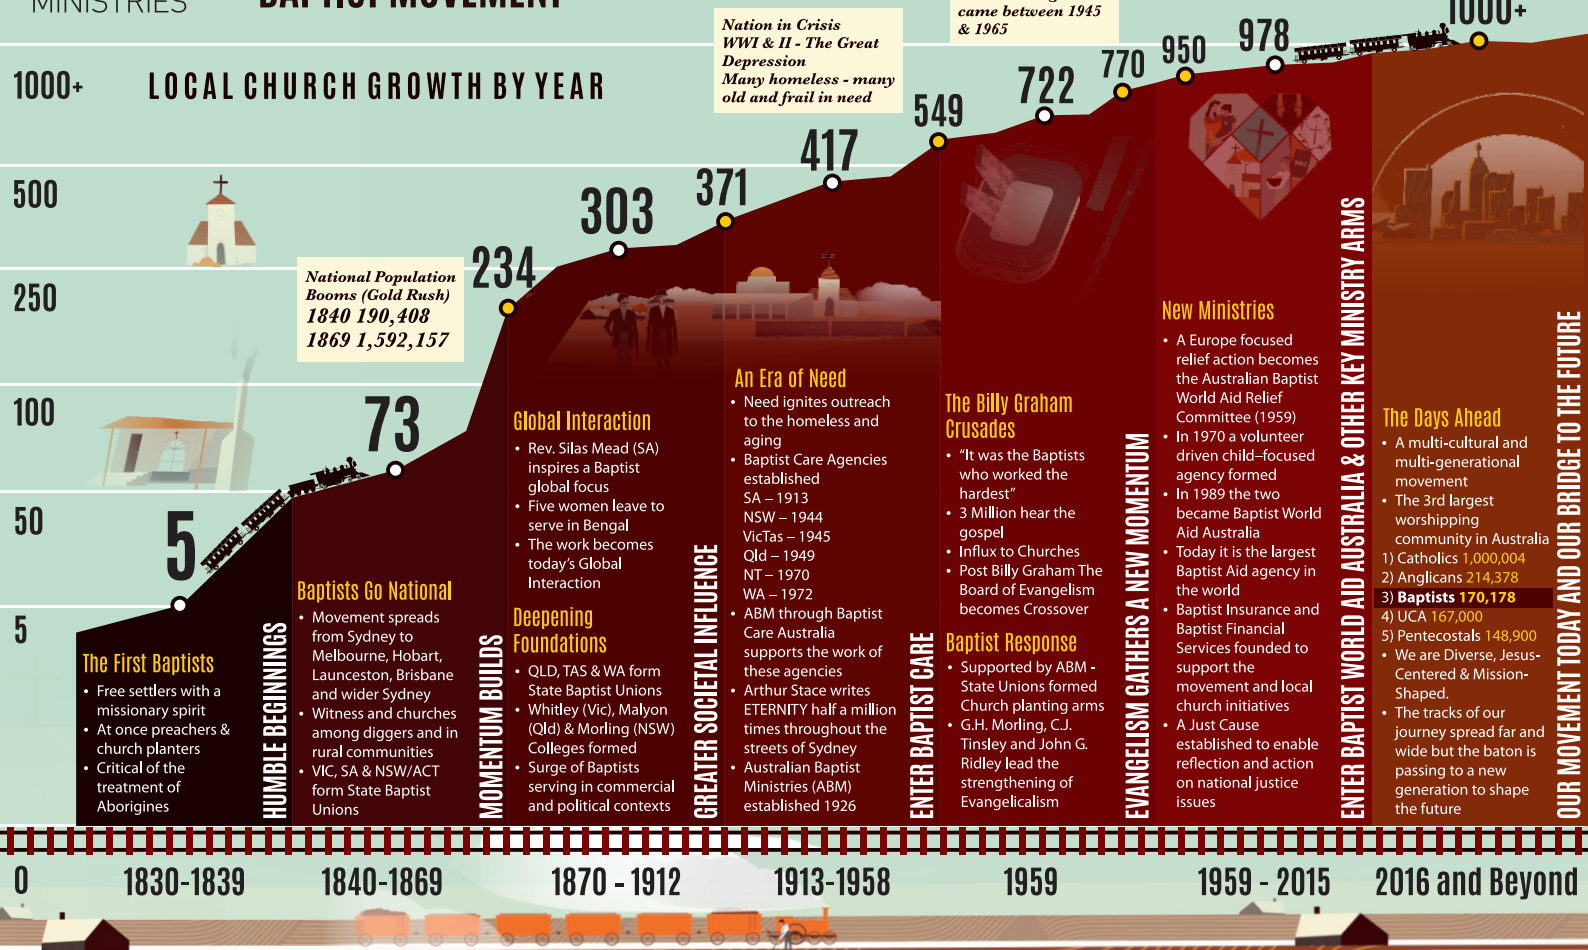 MINISTRIES
BAPTIST MOVEMENT
LOCAL CHURCH GROWTH BY YEAR
1000+
500
250
100
50
5
0
came between 1945
& 1965
Nation in Crisis
WWI & II - The Great
Depression
Many homeless - many
old and frail in need
National Population
Booms (Gold Rush)
1840 190,408
1869 1,592,157
5
73
234
303
371
417
549
722
770
950
978
1000+
The First Baptists
• Free settlers with a
missionary spirit
• At once preachers &
church planters
• Critical of the
treatment of
Aborigines
HUMBLE BEGINNINGS
Baptists Go National
• Movement spreads
from Sydney to
Melbourne, Hobart,
Launceston, Brisbane
and wider Sydney
• Witness and churches
among diggers and in
rural communities
• VIC, SA & NSW/ACT
form State Baptist
Unions
MOMENTUM BUILDS
Global Interaction
• Rev. Silas Mead (SA)
inspires a Baptist
global focus
• Five women leave to
serve in Bengal
• The work becomes
today's Global
Interaction
Deepening
Foundations
• QLD, TAS & WA form
State Baptist Unions
• Whitley (Vic), Malyon
(Qld) & Morling (NSW)
Colleges formed
• Surge of Baptists
serving in commercial
and political contexts
GREATER SOCIETAL INFLUENCE
An Era of Need
• Need ignites outreach
to the homeless and
aging
• Baptist Care Agencies
established
SA – 1913
NSW – 1944
VicTas – 1945
Qld – 1949
NT – 1970
WA – 1972
• ABM through Baptist
Care Australia
supports the work of
these agencies
• Arthur Stace writes
ETERNITY half a million
times throughout the
streets of Sydney
• Australian Baptist
Ministries (ABM)
established 1926
ENTER BAPTIST CARE
The Billy Graham
Crusades
• “It was the Baptists
who worked the
hardest”
• 3 Million hear the
gospel
• Influx to Churches
• Post Billy Graham The
Board of Evangelism
becomes Crossover
Baptist Response
• Supported by ABM -
State Unions formed
Church planting arms
• G.H. Morling, C.J.
Tinsley and John G.
Ridley lead the
strengthening of
Evangelicalism
EVANGELISM GATHERS A NEW MOMENTUM
New Ministries
• A Europe focused
relief action becomes
the Australian Baptist
World Aid Relief
Committee (1959)
• In 1970 a volunteer
driven child–focused
agency formed
• In 1989 the two
became Baptist World
Aid Australia
• Today it is the largest
Baptist Aid agency in
the world
• Baptist Insurance and
Baptist Financial
Services founded to
support the
movement and local
church initiatives
• A Just Cause
established to enable
reflection and action
on national justice
issues
ENTER BAPTIST WORLD AID AUSTRALIA & OTHER KEY MINISTRY ARMS
The Days Ahead
• A multi-cultural and
multi-generational
movement
• The 3rd largest
worshipping
community in Australia
1) Catholics 1,000,004
2) Anglicans 214,378
3) Baptists 170,178
4) UCA 167,000
5) Pentecostals 148,900
• We are Diverse, Jesus-
Centered & Mission-
Shaped.
• The tracks of our
journey spread far and
wide but the baton is
passing to a new
generation to shape
the future
OUR MOVEMENT TODAY AND OUR BRIDGE TO THE FUTURE
1830-1839
1840-1869
1870 - 1912
1913-1958
1959
1959 - 2015
2016 and Beyond